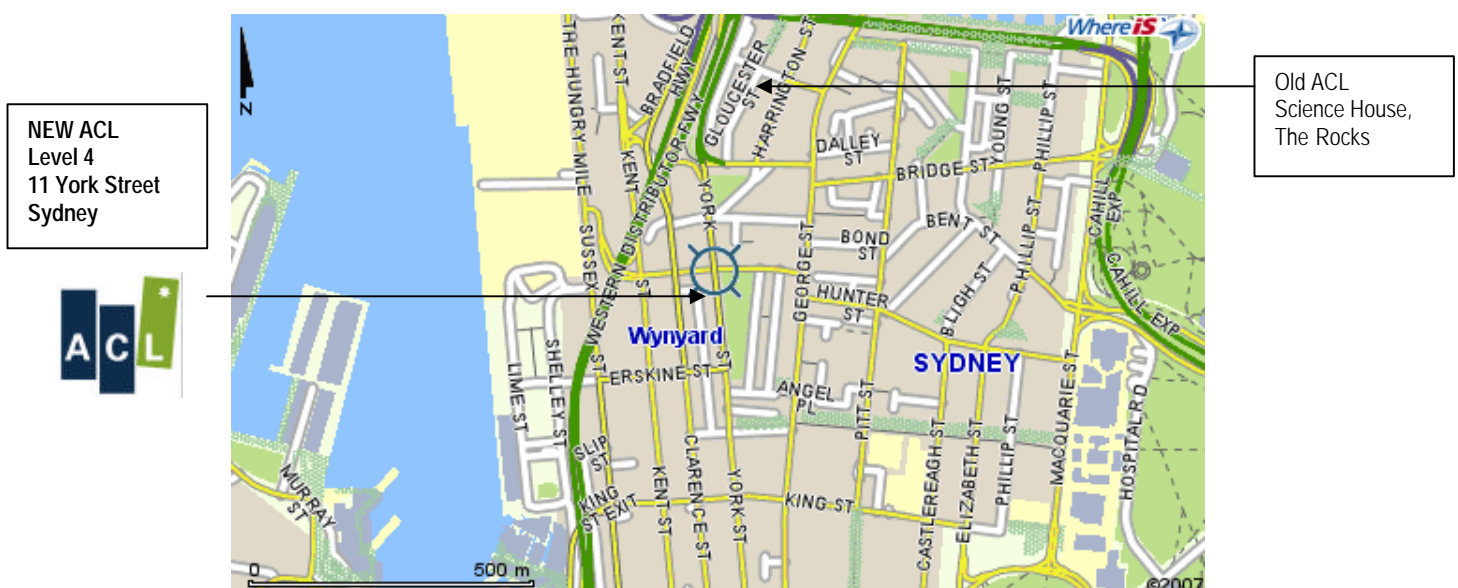 Where iS
N
THE HUNGRY MILE
KENT ST
BRADFIELD HWY
GLOUCESTER ST
HARRINGTON ST
YOUNG ST
PHILLIP ST
Old ACL
Science House,
The Rocks
NEW ACL
Level 4
11 York Street
Sydney
ACL*
WESTERN DISTRIBUTOR FWY
KENT
ST
YORK
ST
DALLEY ST
BRIDGE ST
CAHILL EXP
CAHILL EXP
SUSSEX
ST
GEORGE ST
BOND ST
BENT ST
PHILLIP ST
HUNTER ST
BLIGH ST
Wynyard
SYDNEY
LIME ST
SHELLEY ST
ERSKINE ST
ANGEL PL
PITT ST
MACQUARIE ST
HOSPITAL RD
SLIP ST
KING ST EXIT
KENT ST
CLARENCE ST
YORK ST
KING ST
CASTLEREAGH ST
ELIZABETH ST
PHILLIP ST
MURRAY ST
0
500 m
©2007